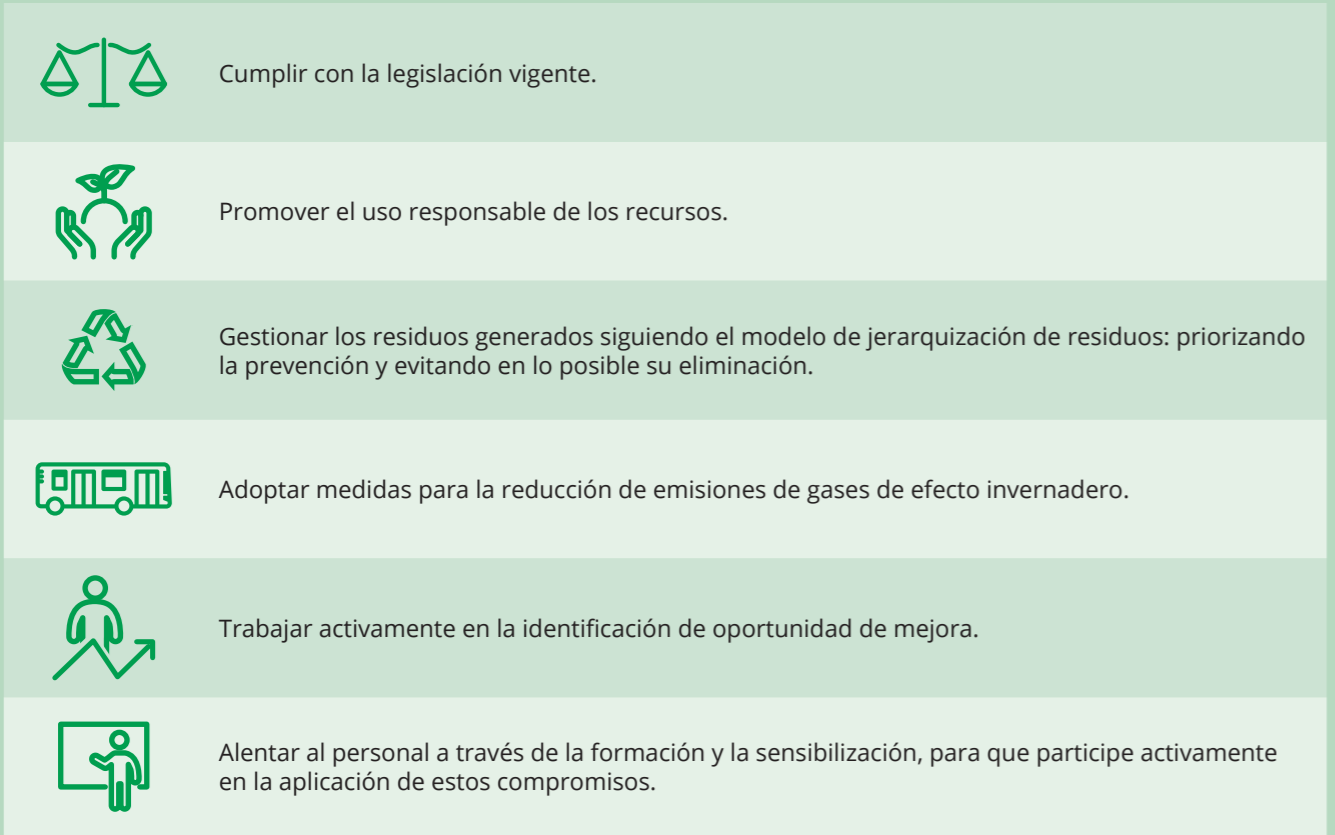 Cumplir con la legislación vigente.
Promover el uso responsable de los recursos.
Gestionar los residuos generados siguiendo el modelo de jerarquización de residuos: priorizando
la prevención y evitando en lo posible su eliminación.
Adoptar medidas para la reducción de emisiones de gases de efecto invernadero.
Trabajar activamente en la identificación de oportunidad de mejora.
Alentar al personal a través de la formación y la sensibilización, para que participe activamente
en la aplicación de estos compromisos.